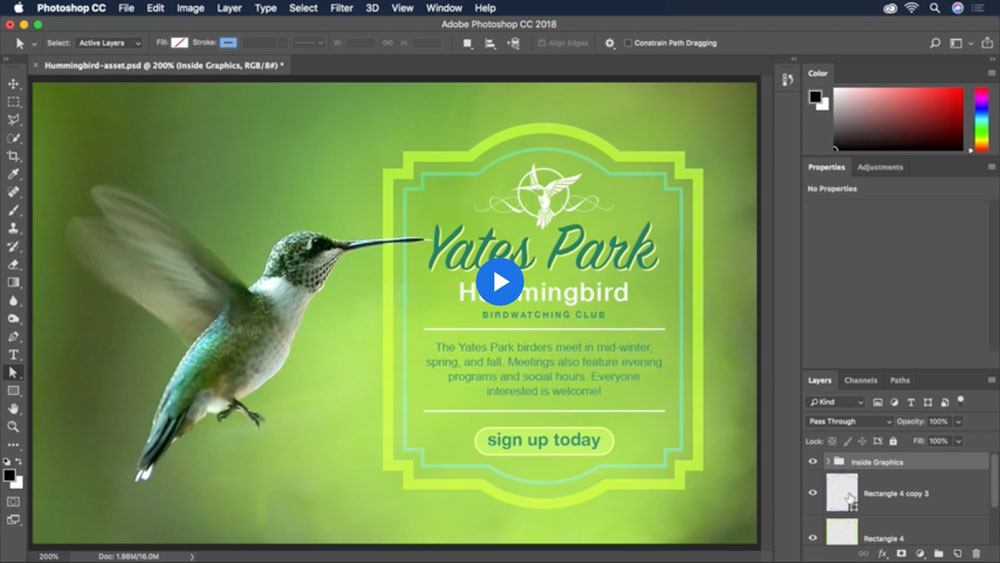 Photoshop CC File Edit Image Layer Type Select Filter 3D View Window Help
Adobe Photoshop CC 2018
Select: Active Layers Fill: Stroke: W: H: Align Edges Constrain Path Dragging
Hummingbird-asset.psd @ 200% (Inside Graphics, RGB/8#) *
Color
Properties Adjustments
No Properties
Yates Park
Hummingbird
BIRDWATCHING CLUB
The Yates Park birders meet in mid-winter,
spring, and fall. Meetings also feature evening
programs and social hours. Everyone
interested is welcome!
sign up today
Layers Channels Paths
Kind
Pass Through Opacity: 100%
Lock: Fill: 100%
Inside Graphics
Rectangle 4 copy 3
Rectangle 4
200% Doc: 1.98M/16.0M